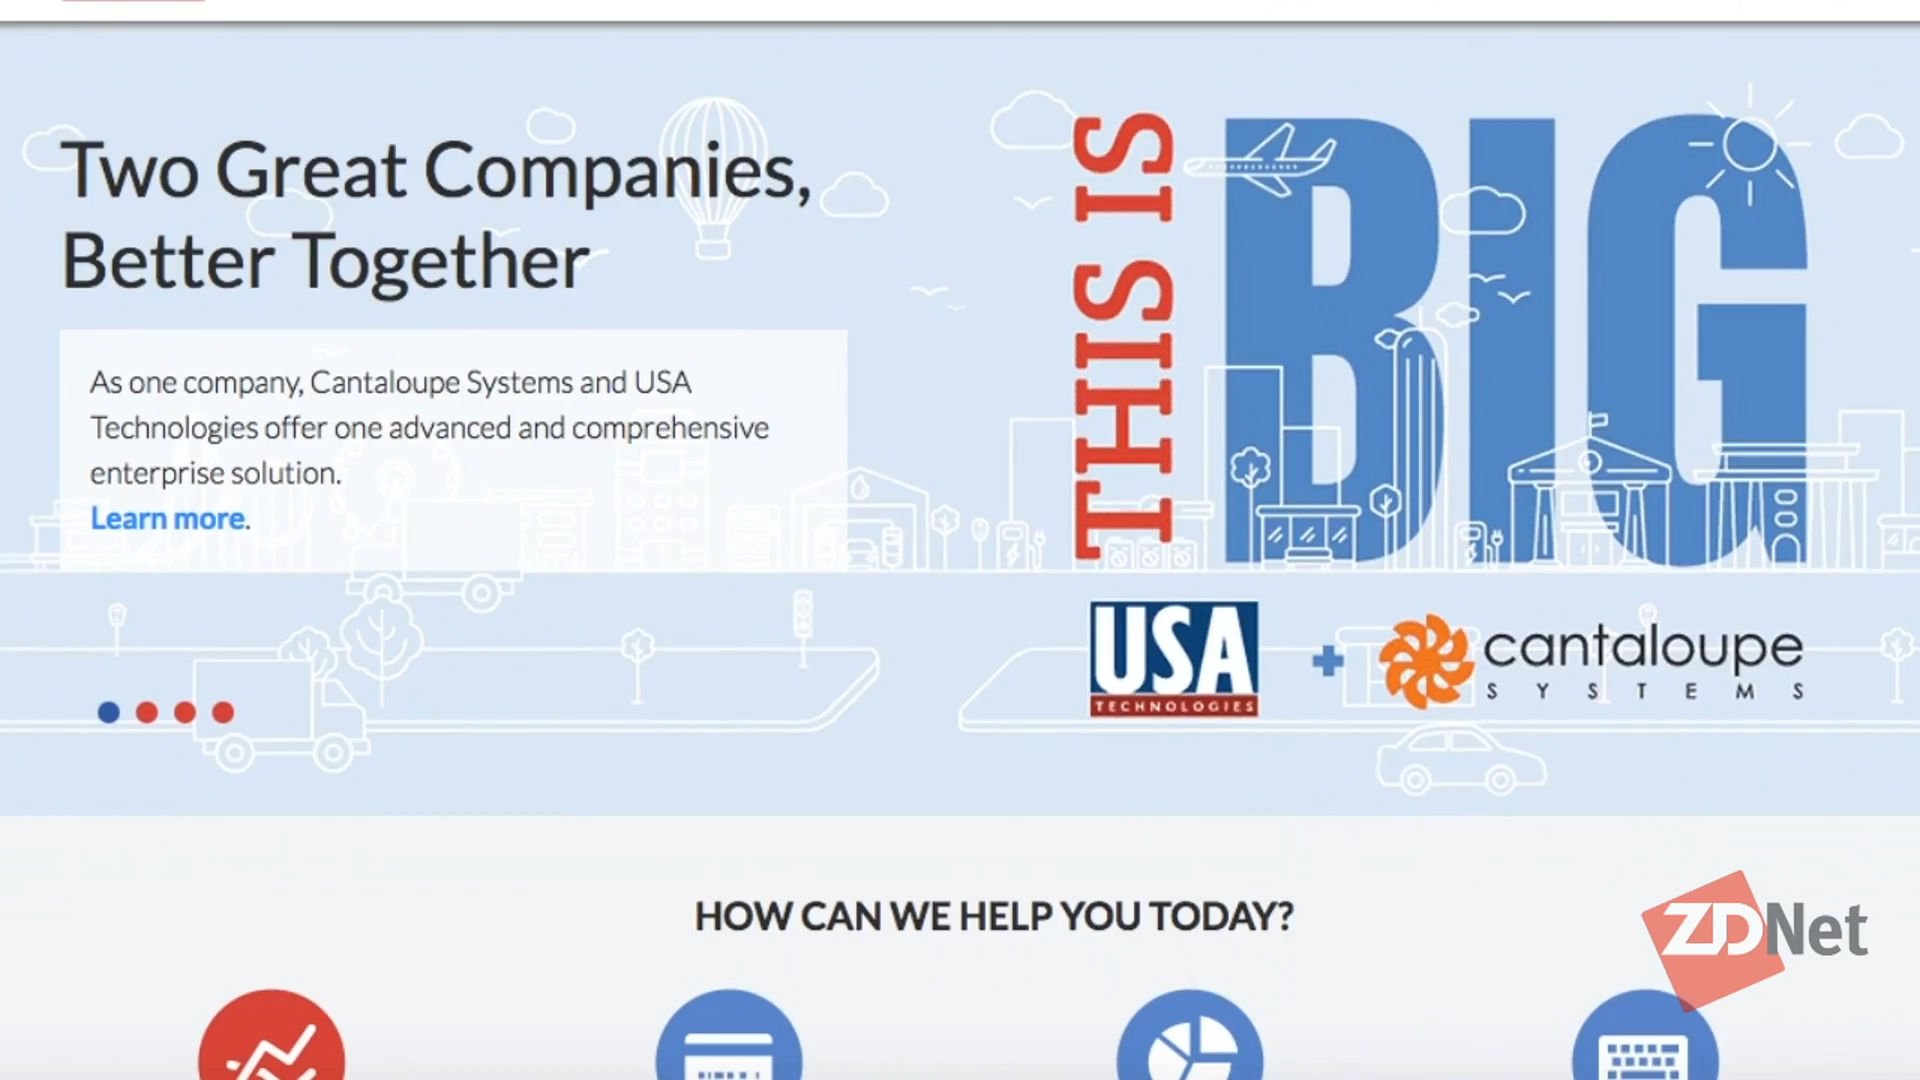 Two Great Companies,
Better Together
As one company, Cantaloupe Systems and USA
Technologies offer one advanced and comprehensive
enterprise solution.
Learn more.
THIS IS
BIG
USA
TECHNOLOGIES
+
cantaloupe
SYSTEMS
HOW CAN WE HELP YOU TODAY?
ZDNet